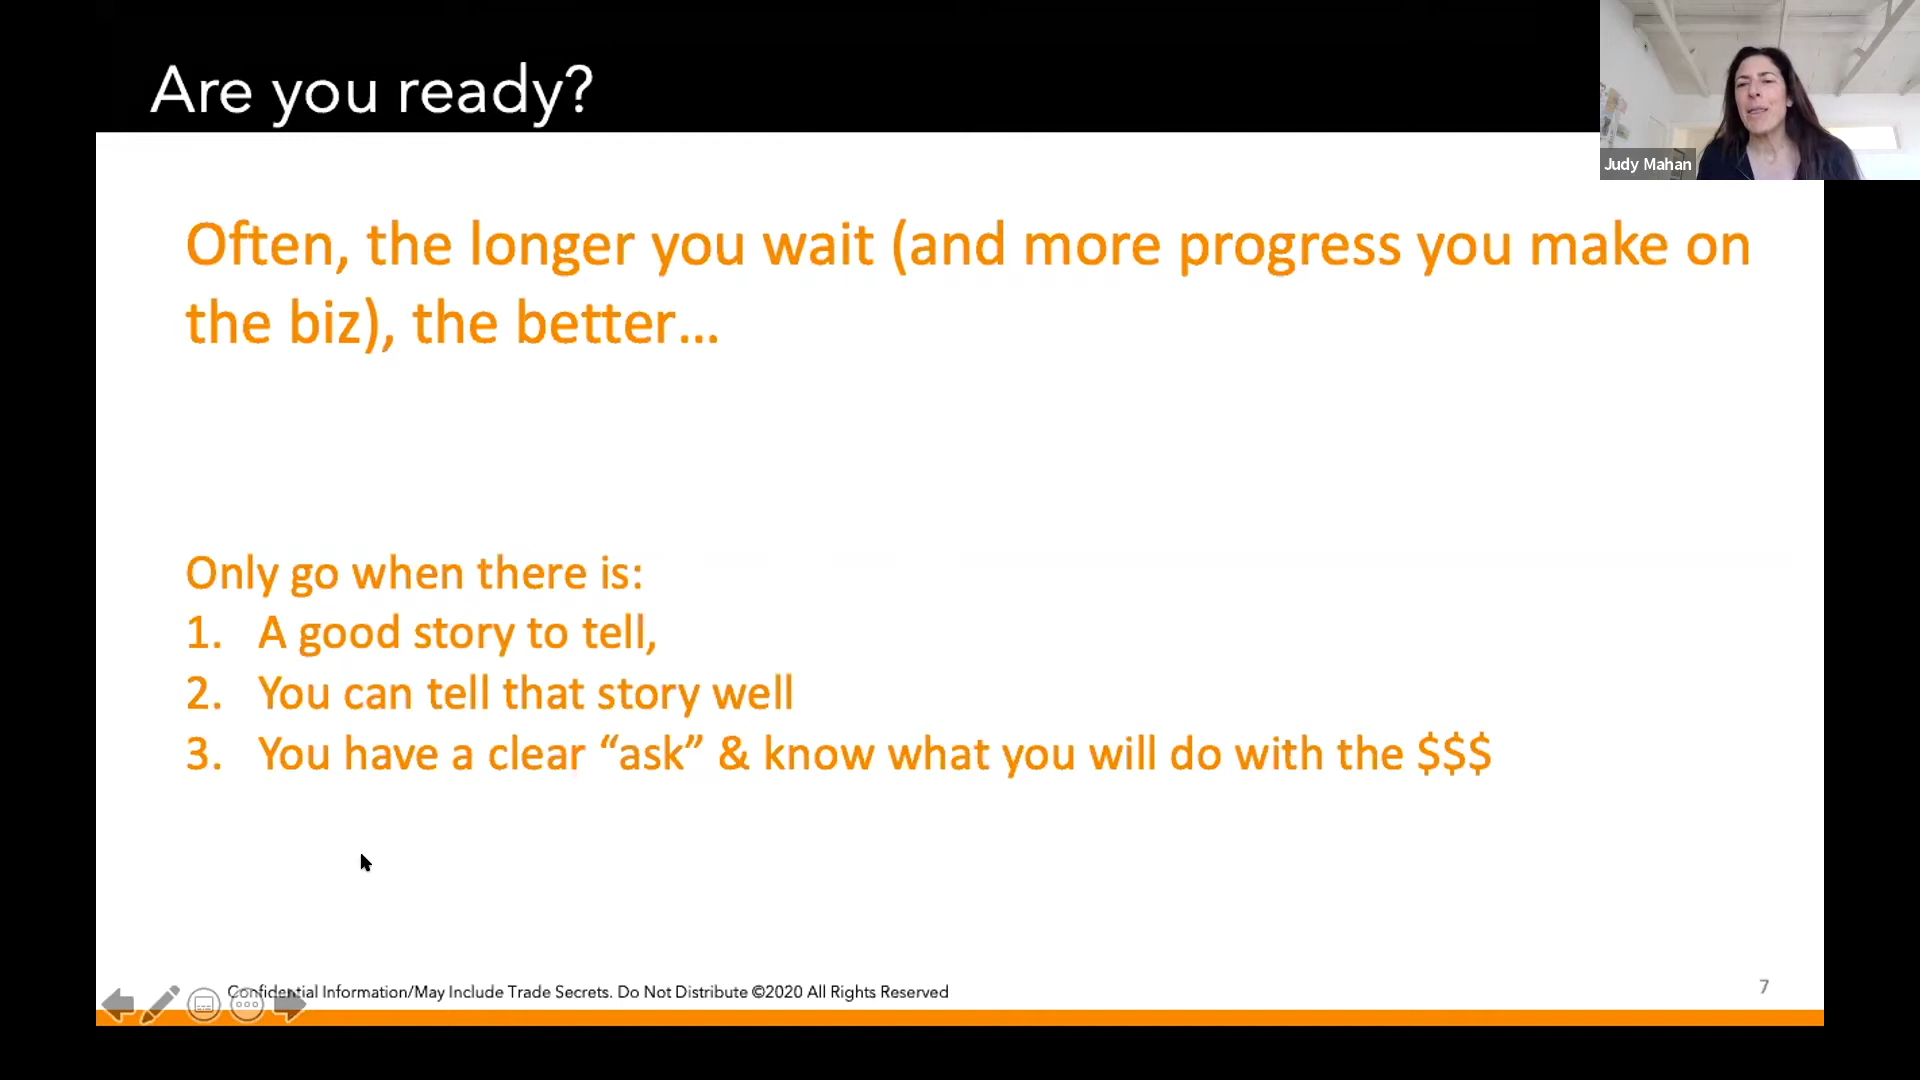 Are you ready?
Judy Mahan
Often, the longer you wait (and more progress you make on
the biz), the better…
Only go when there is:
1. A good story to tell,
2. You can tell that story well
3. You have a clear “ask” & know what you will do with the $$$
Confidential Information/May Include Trade Secrets. Do Not Distribute ©2020 All Rights Reserved
7